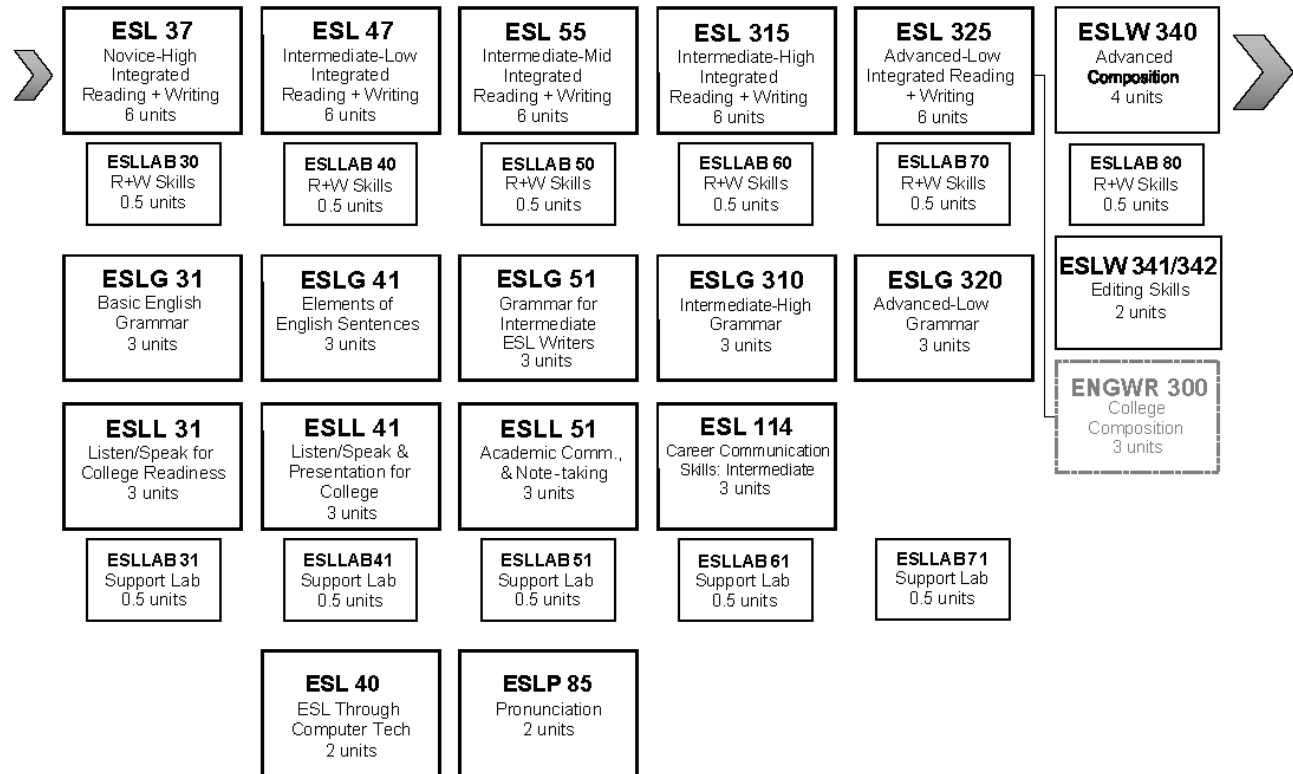 ESL 37
Novice-High
Integrated
Reading + Writing
6 units
ESL 47
Intermediate-Low
Integrated
Reading + Writing
6 units
ESL 55
Intermediate-Mid
Integrated
Reading + Writing
6 units
ESL 315
Intermediate-High
Integrated
Reading + Writing
6 units
ESL 325
Advanced-Low
Integrated Reading
+ Writing
6 units
ESLW 340
Advanced
Composition
4 units
ESLLAB 30
R+W Skills
0.5 units
ESLLAB 40
R+W Skills
0.5 units
ESLLAB 50
R+W Skills
0.5 units
ESLLAB 60
R+W Skills
0.5 units
ESLLAB 70
R+W Skills
0.5 units
ESLLAB 80
R+W Skills
0.5 units
ESLG 31
Basic English
Grammar
3 units
ESLG 41
Elements of
English Sentences
3 units
ESLG 51
Grammar for
Intermediate
ESL Writers
3 units
ESLG 310
Intermediate-High
Grammar
3 units
ESLG 320
Advanced-Low
Grammar
3 units
ESLW 341/342
Editing Skills
2 units
ENGWR 300
College
Composition
3 units
ESLL 31
Listen/Speak for
College Readiness
3 units
ESLL 41
Listen/Speak &
Presentation for
College
3 units
ESLL 51
Academic Comm.,
& Note-taking
3 units
ESL 114
Career Communication
Skills: Intermediate
3 units
ESLLAB 31
Support Lab
0.5 units
ESLLAB41
Support Lab
0.5 units
ESLLAB 51
Support Lab
0.5 units
ESLLAB 61
Support Lab
0.5 units
ESLLAB 71
Support Lab
0.5 units
ESL 40
ESL Through
Computer Tech
2 units
ESLP 85
Pronunciation
2 units